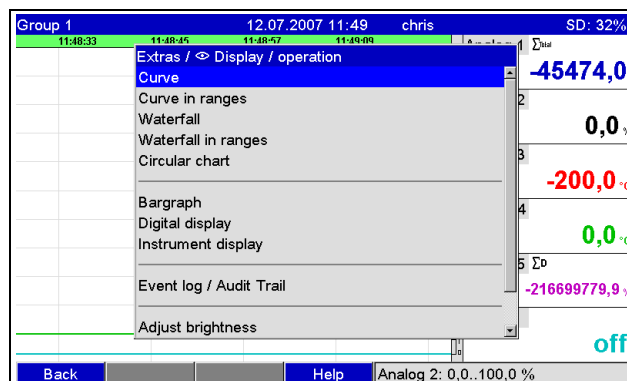 Group 1 12.07.2007 11:49 chris SD: 32%
11:48:33 11:48:45 11:48:57 11:49:09
Extras / Display / operation
Curve
Curve in ranges
Waterfall
Waterfall in ranges
Circular chart
Bargraph
Digital display
Instrument display
Event log / Audit Trail
Adjust brightness
1 ΣTotal
-45474,0
2
0,0 %
3
-200,0 °C
4
0,0
5 ΣD
-216699779,9
off
Back Help Analog 2: 0,0..100,0 %